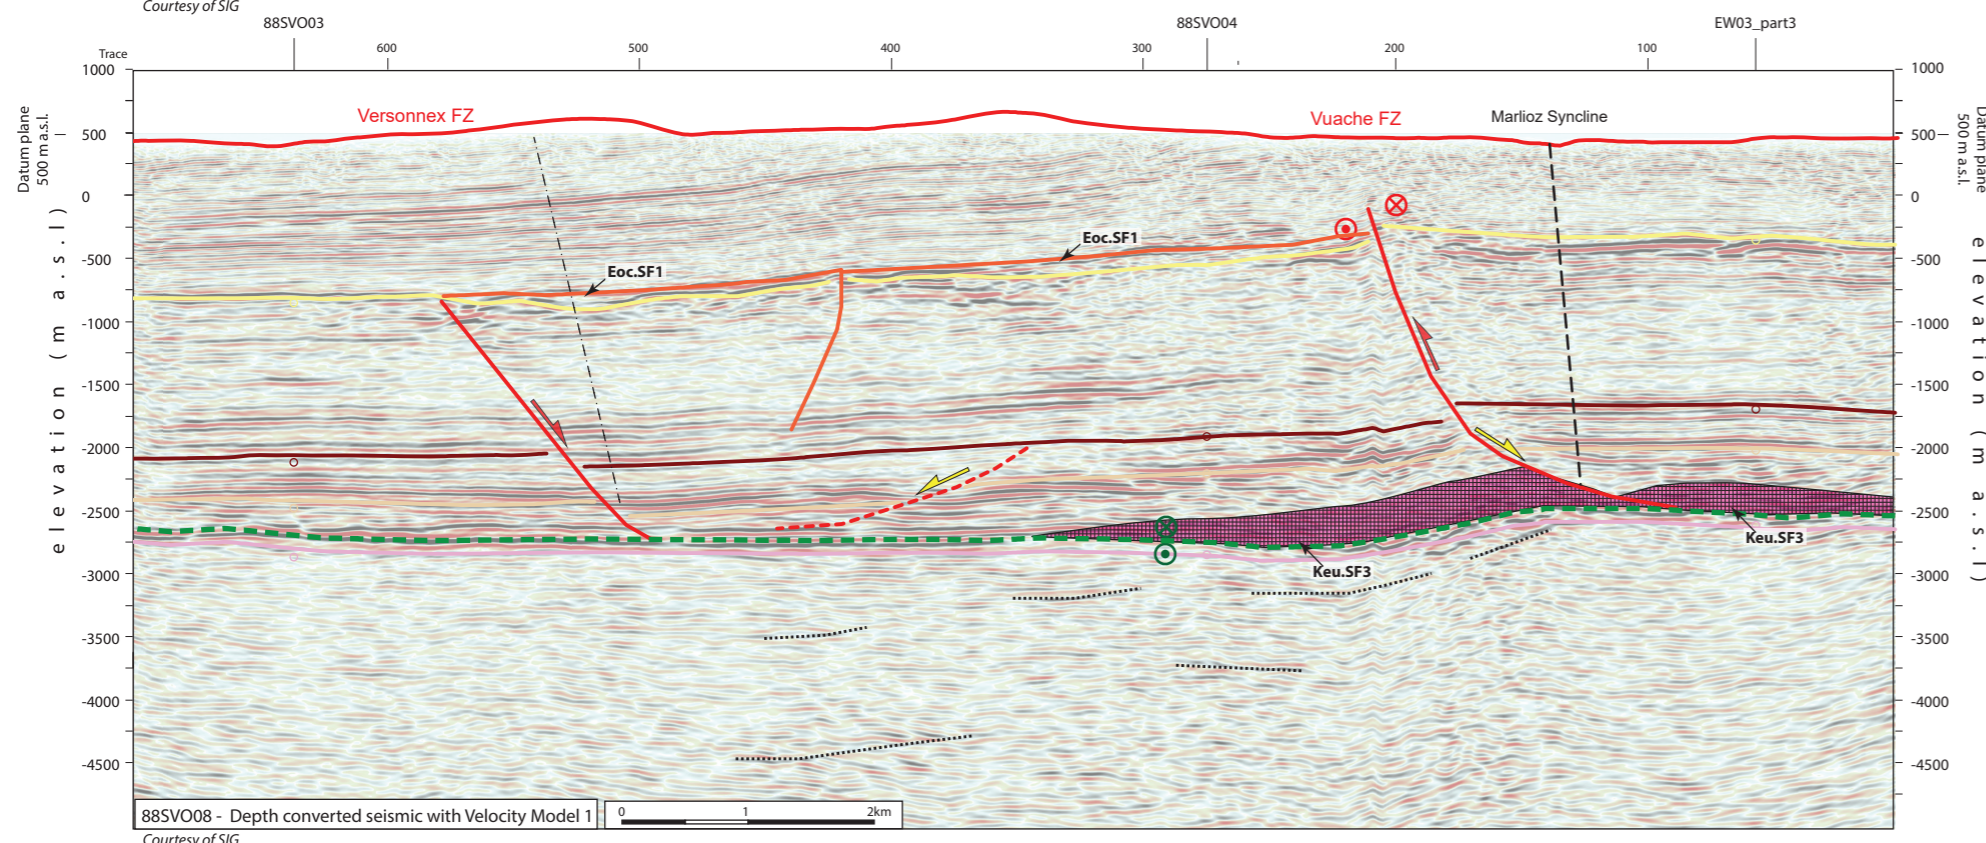 Courtesy of SIG
88SVO03
88SVO04
EW03_part3
Trace
600
500
400
300
200
100
1000
1000
Versonnex FZ
Vuache FZ
Marlioz Syncline
Datum plane
500 m a.s.l.
500
500
Datum plane
500 m a.s.l.
0
0
Eoc.SF1
-500
-500
Eoc.SF1
-1000
-1000
elevation (m a.s.l)
elevation (m a.s.l)
-1500
-1500
-2000
-2000
-2500
-2500
Keu.SF3
Keu.SF3
-3000
-3000
-3500
-3500
-4000
-4000
-4500
-4500
88SVO08 - Depth converted seismic with Velocity Model 1
0 1 2km
Courtesy of SIG